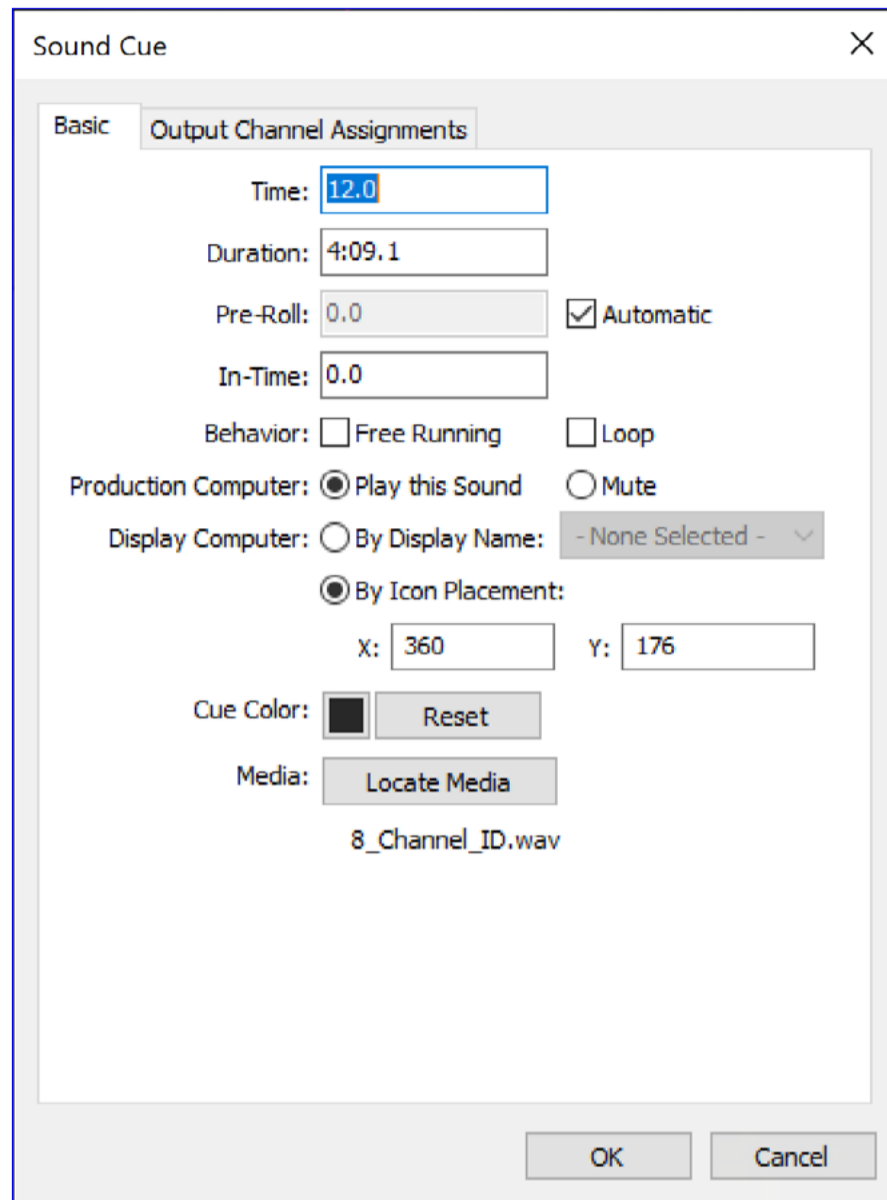 Sound Cue
Basic Output Channel Assignments
Time: 12.0
Duration: 4:09.1
Pre-Roll: 0.0 Automatic
In-Time: 0.0
Behavior: Free Running Loop
Production Computer: Play this Sound Mute
Display Computer: By Display Name: - None Selected -
By Icon Placement:
X: 360 Y: 176
Cue Color: Reset
Media: Locate Media
8_Channel_ID.wav
OK Cancel